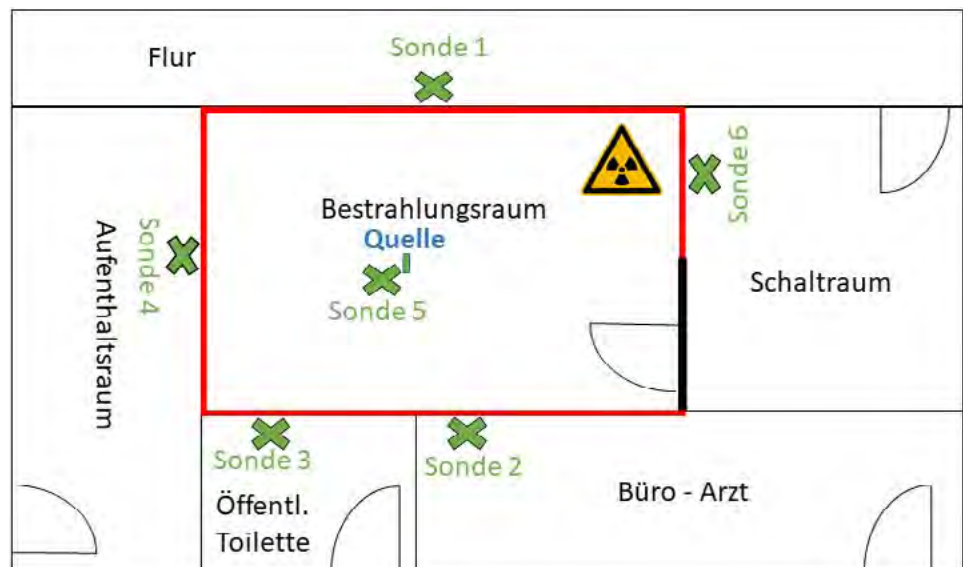 Flur
Sonde 1
Bestrahlungsraum
Quelle
Sonde 5
Sonde 6
Schaltraum
Sonde 4
Aufenthaltsraum
Sonde 3
Sonde 2
Öffentl.
Toilette
Büro - Arzt